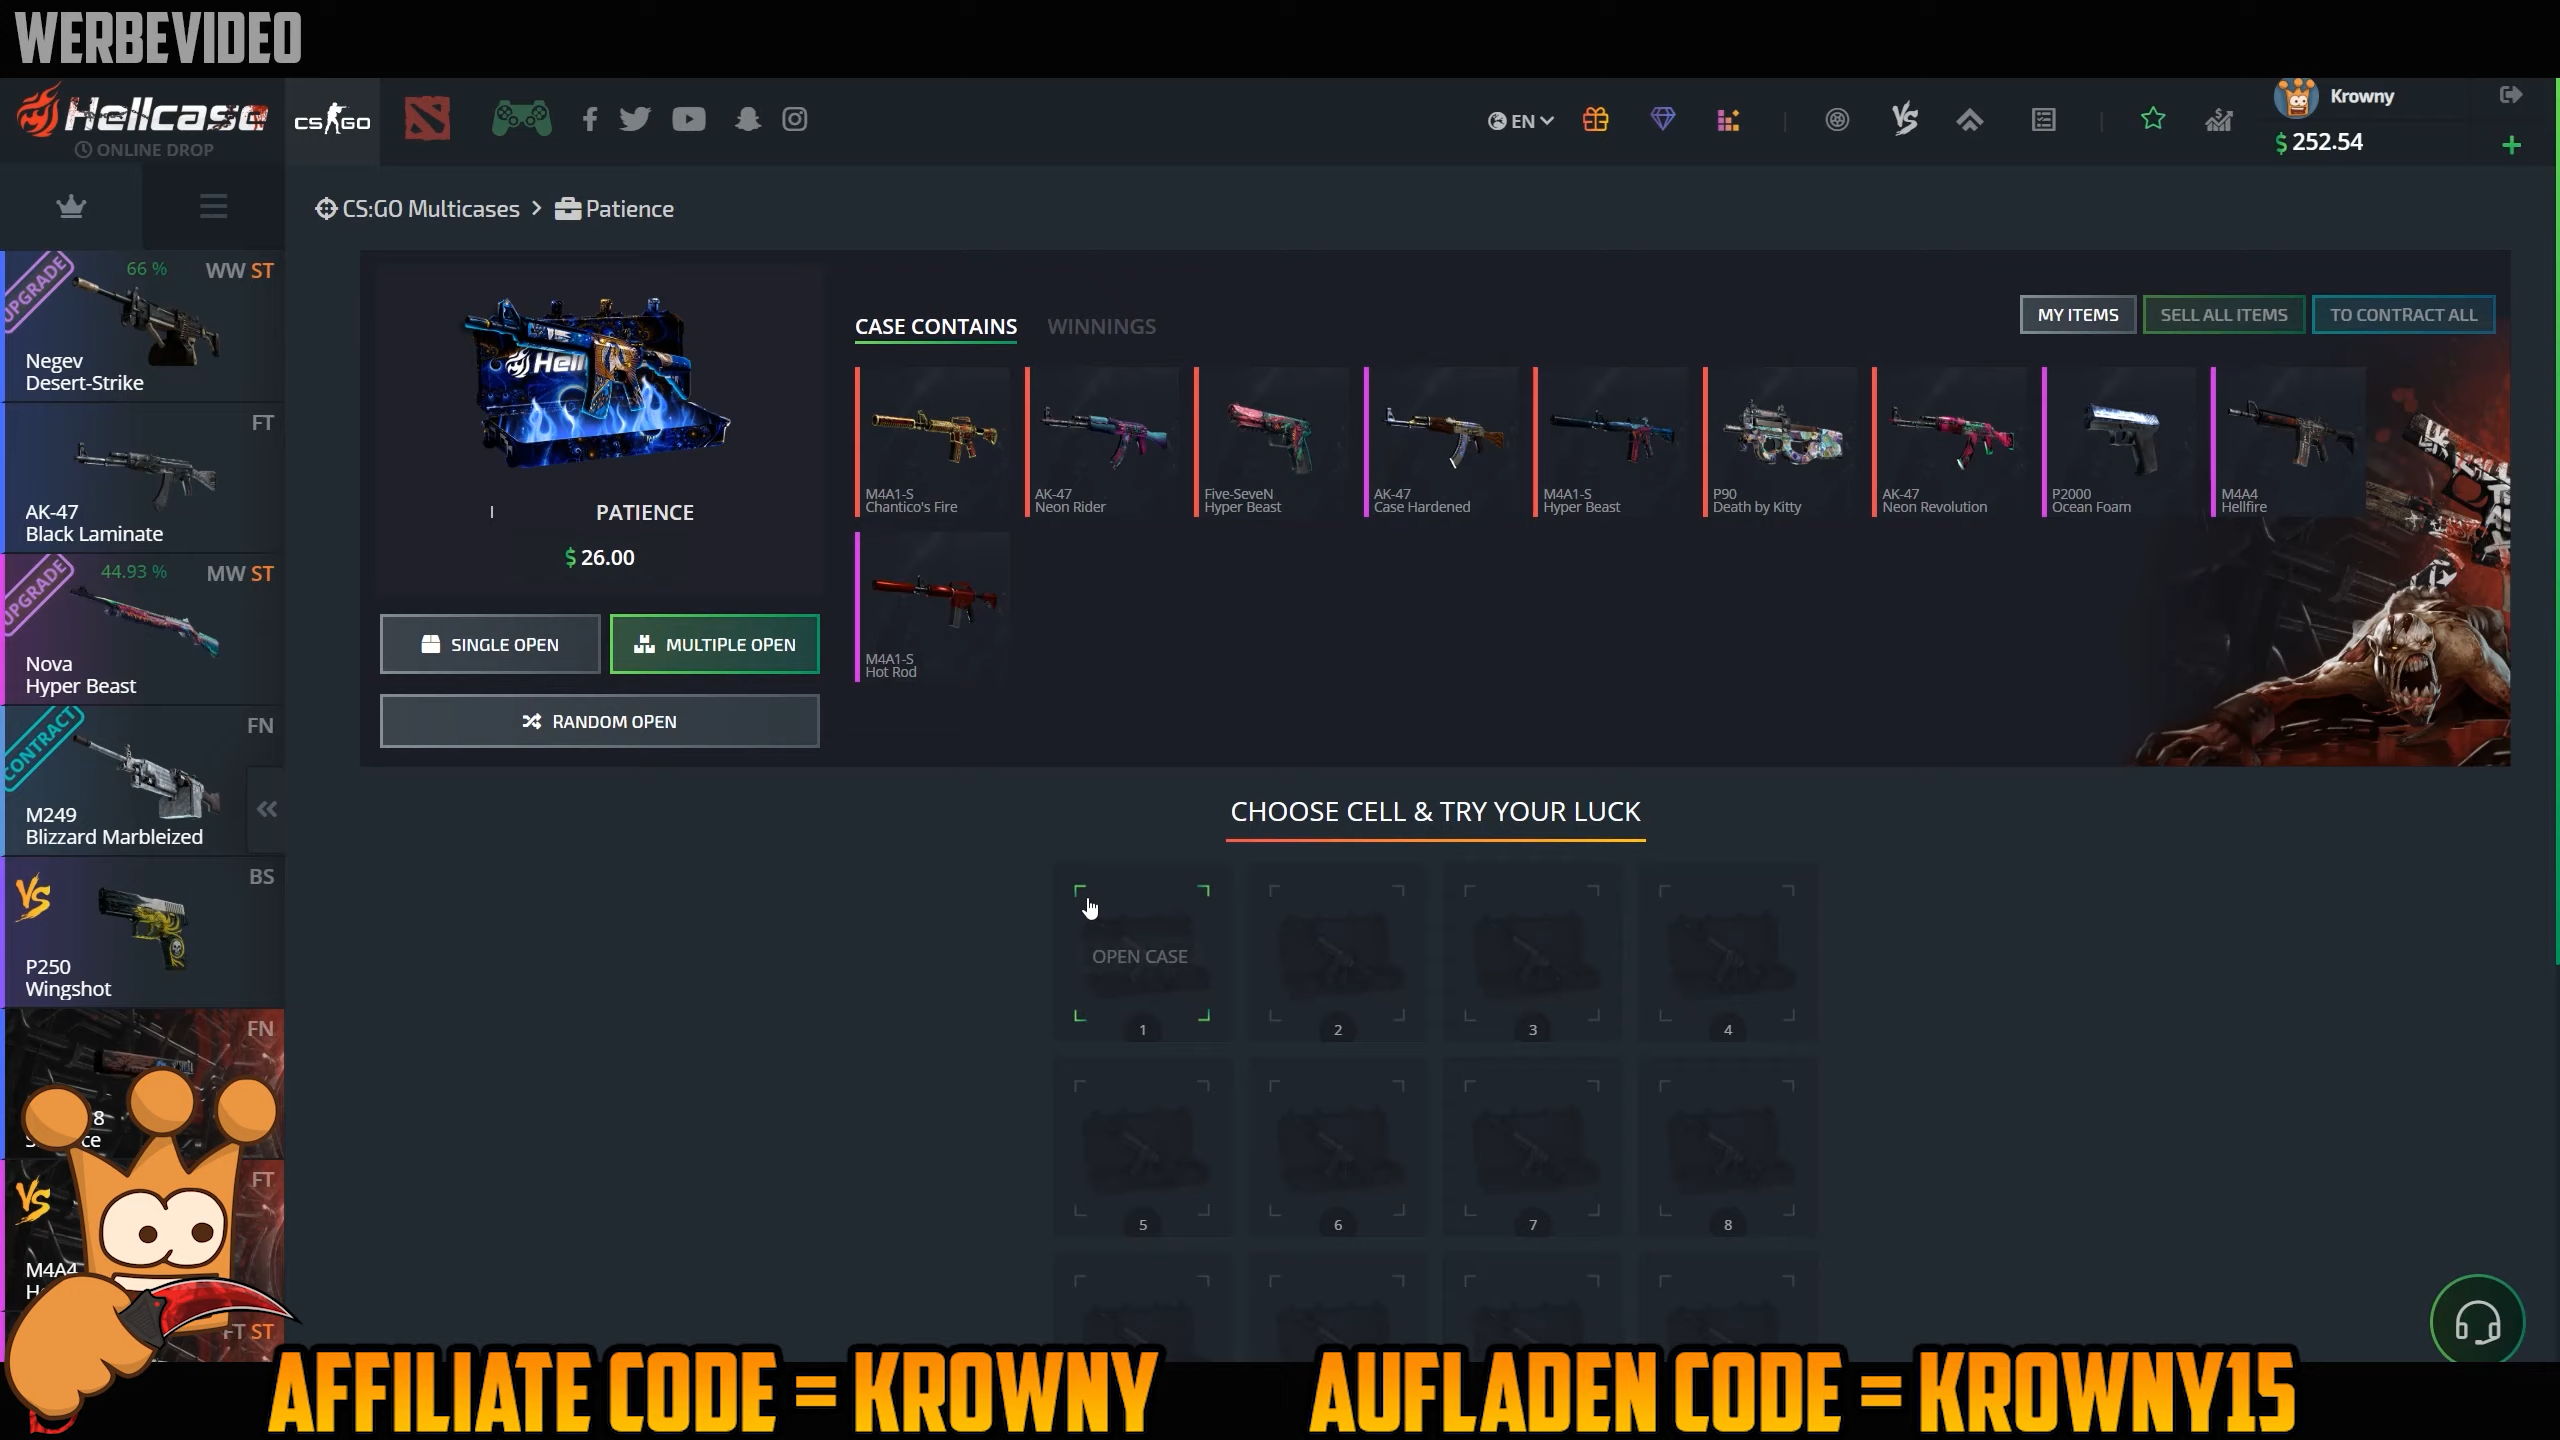 WERBEVIDEO
Hellcase
ONLINE DROP
CS GO
EN
Krowny
$ 252.54
CS:GO Multicases > Patience
66 %
WW ST
UPGRADE
Negev
Desert-Strike
FT
AK-47
Black Laminate
44.93 %
MW ST
UPGRADE
Nova
Hyper Beast
FN
CONTRACT
M249
Blizzard Marbleized
VS
BS
P250
Wingshot
FN
8
VS
FT
M4A4
FT ST
PATIENCE
$ 26.00
SINGLE OPEN
MULTIPLE OPEN
RANDOM OPEN
CASE CONTAINS
WINNINGS
MY ITEMS
SELL ALL ITEMS
TO CONTRACT ALL
M4A1-S
Chantico's Fire
AK-47
Neon Rider
Five-SeveN
Hyper Beast
AK-47
Case Hardened
M4A1-S
Hyper Beast
P90
Death by Kitty
AK-47
Neon Revolution
P2000
Ocean Foam
M4A4
Hellfire
M4A1-S
Hot Rod
CHOOSE CELL & TRY YOUR LUCK
OPEN CASE
1
2
3
4
5
6
7
8
AFFILIATE CODE = KROWNY
AUFLADEN CODE = KROWNY15